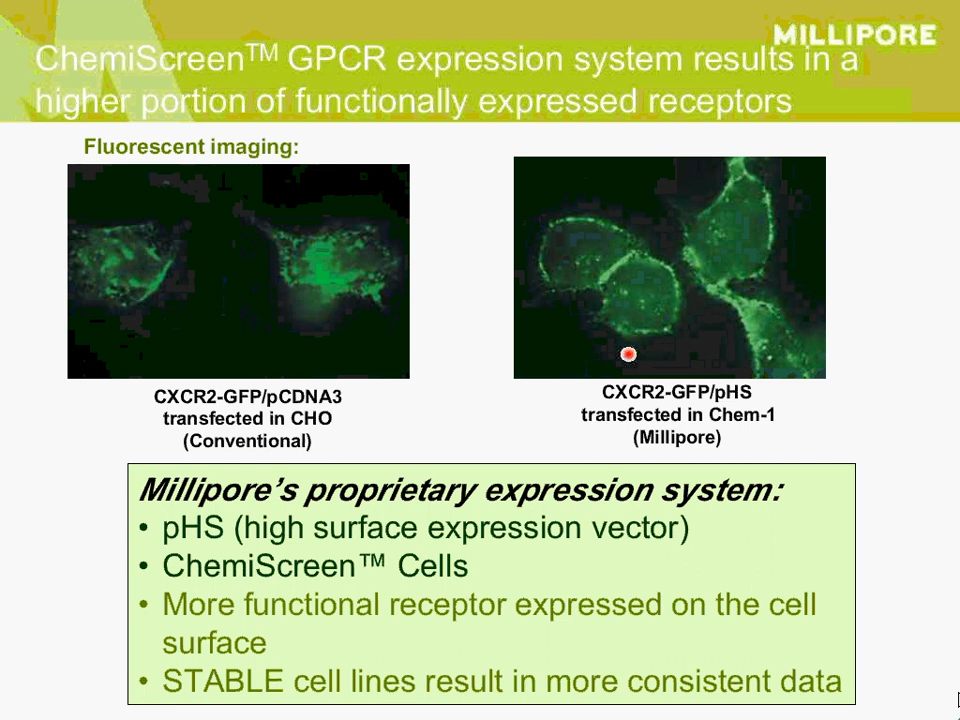 MILLIPORE
ChemiScreen™ GPCR expression system results in a
higher portion of functionally expressed receptors
Fluorescent imaging:
CXCR2-GFP/pCDNA3
transfected in CHO
(Conventional)
CXCR2-GFP/pHS
transfected in Chem-1
(Millipore)
Millipore's proprietary expression system:
• pHS (high surface expression vector)
• ChemiScreen™ Cells
• More functional receptor expressed on the cell
surface
• STABLE cell lines result in more consistent data